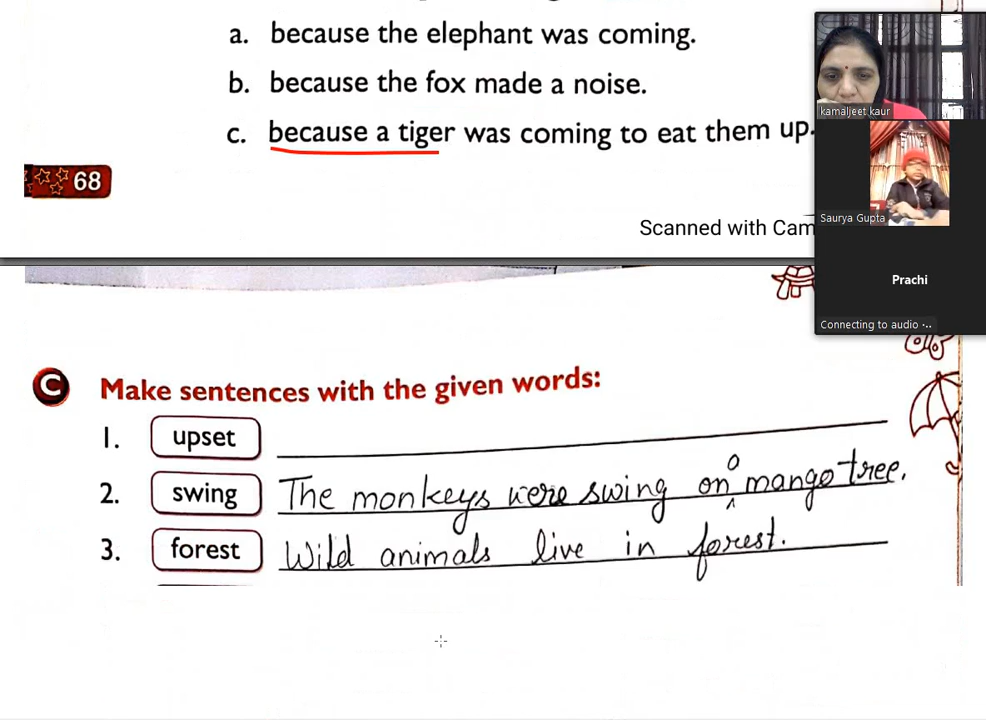 a. because the elephant was coming.
b. because the fox made a noise.
c. because a tiger was coming to eat them up.
68
Scanned with Cam
kamaljeet kaur
Saurya Gupta
Prachi
Connecting to audio ...
C Make sentences with the given words:
1. upset
2. swing The monkeys were swing on a mango tree.
3. forest Wild animals live in forest.